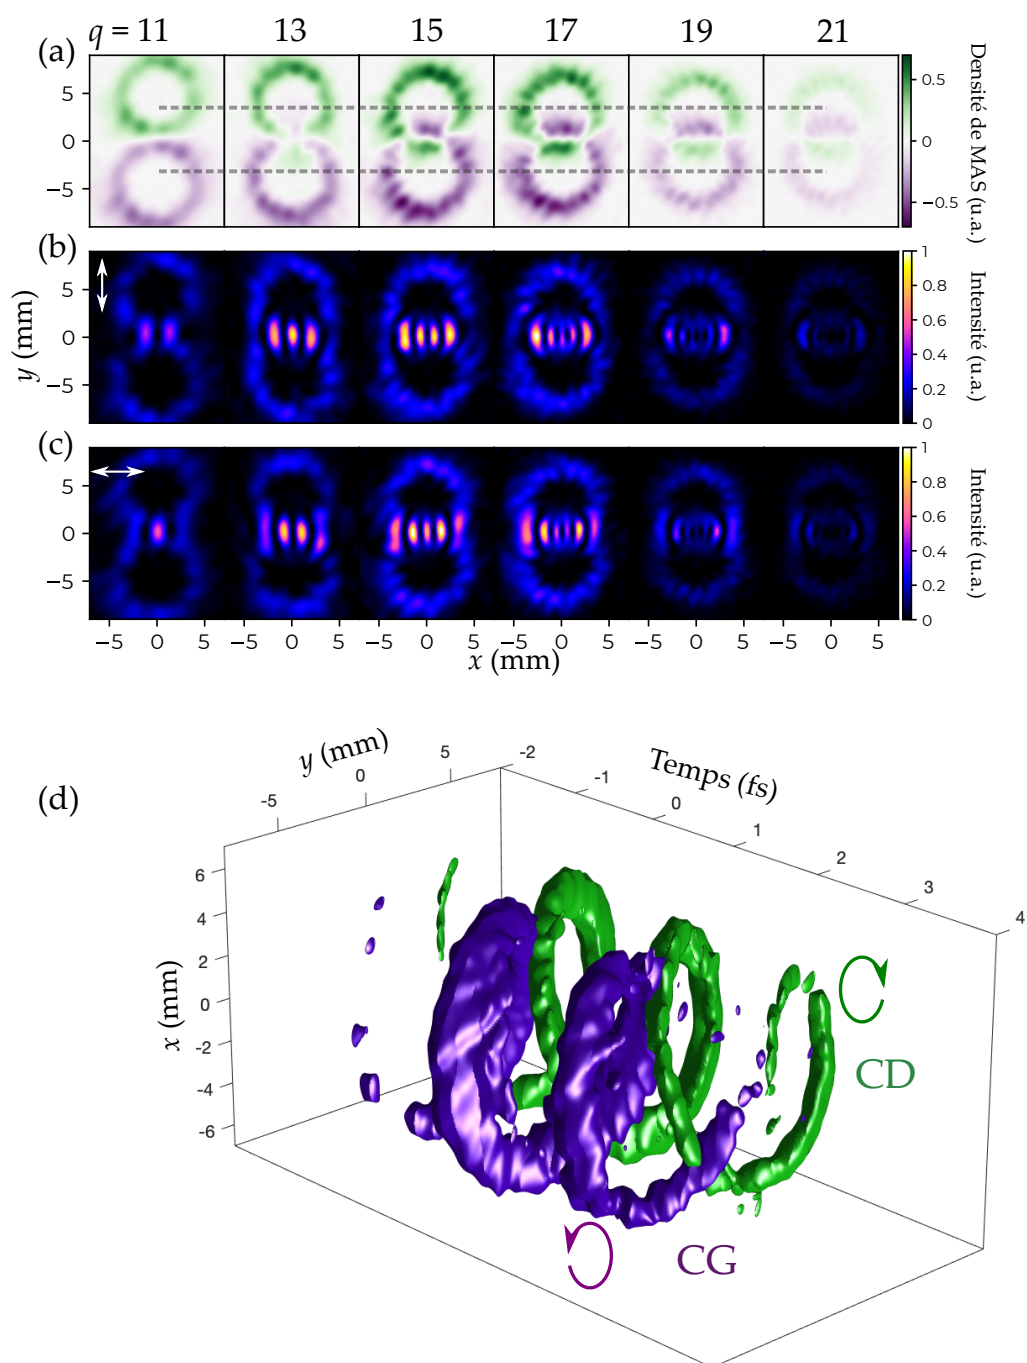 q = 11 13 15 17 19 21
(a)
5
0
−5
0.5
0
−0.5
Densité de MAS (u.a.)
(b)
y (mm)
5
0
−5
1
0.8
0.6
0.4
0.2
0
Intensité (u.a.)
(c)
5
0
−5
1
0.8
0.6
0.4
0.2
0
Intensité (u.a.)
−5 0 5 −5 0 5 −5 0 5 −5 0 5 −5 0 5 −5 0 5
x (mm)
(d)
y (mm)
-5 0 5
Temps (fs)
-2 -1 0 1 2 3 4
x (mm)
6
4
2
0
-2
-4
-6
CD
CG